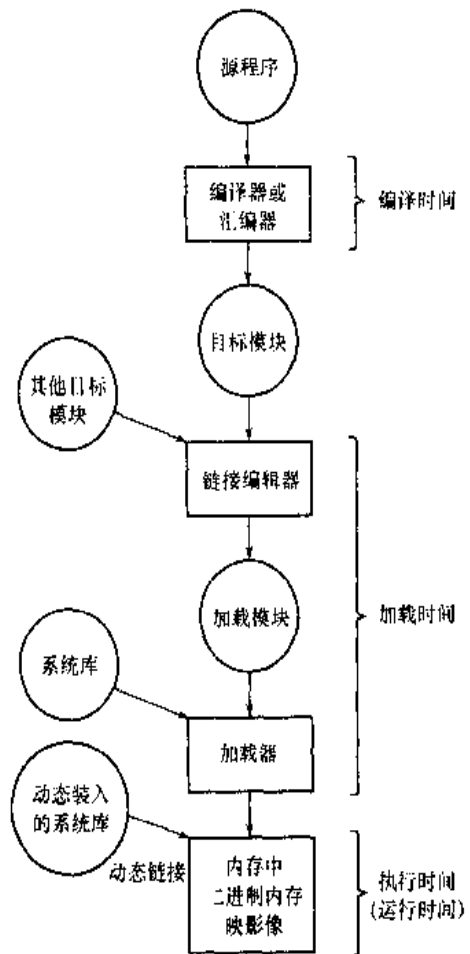 源程序
编译器或
汇编器
编译时间
目标模块
其他目标
模块
链接编辑器
加载模块
加载时间
系统库
加载器
动态装入
的系统库
动态链接
内存中
二进制内存
映影像
执行时间
(运行时间)